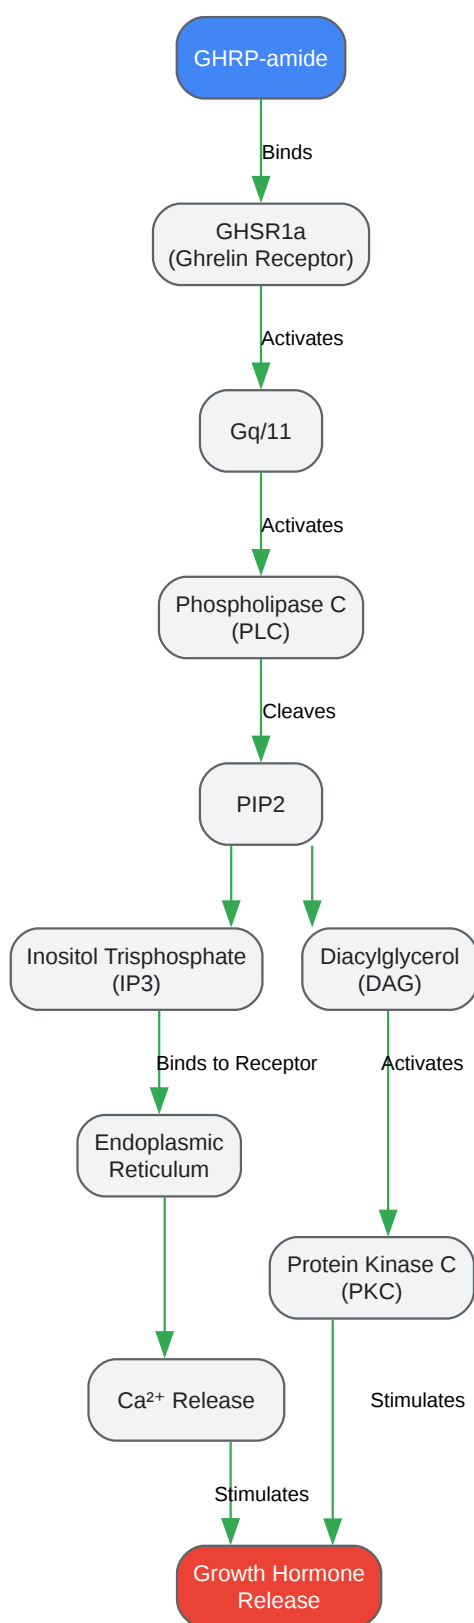 GHRP-amide
Binds
GHSR1a
(Ghrelin Receptor)
Activates
Gq/11
Activates
Phospholipase C
(PLC)
Cleaves
PIP2
Inositol Trisphosphate
(IP3)
Diacylglycerol
(DAG)
Binds to Receptor
Activates
Endoplasmic
Reticulum
Protein Kinase C
(PKC)
Ca²⁺ Release
Stimulates
Stimulates
Growth Hormone
Release